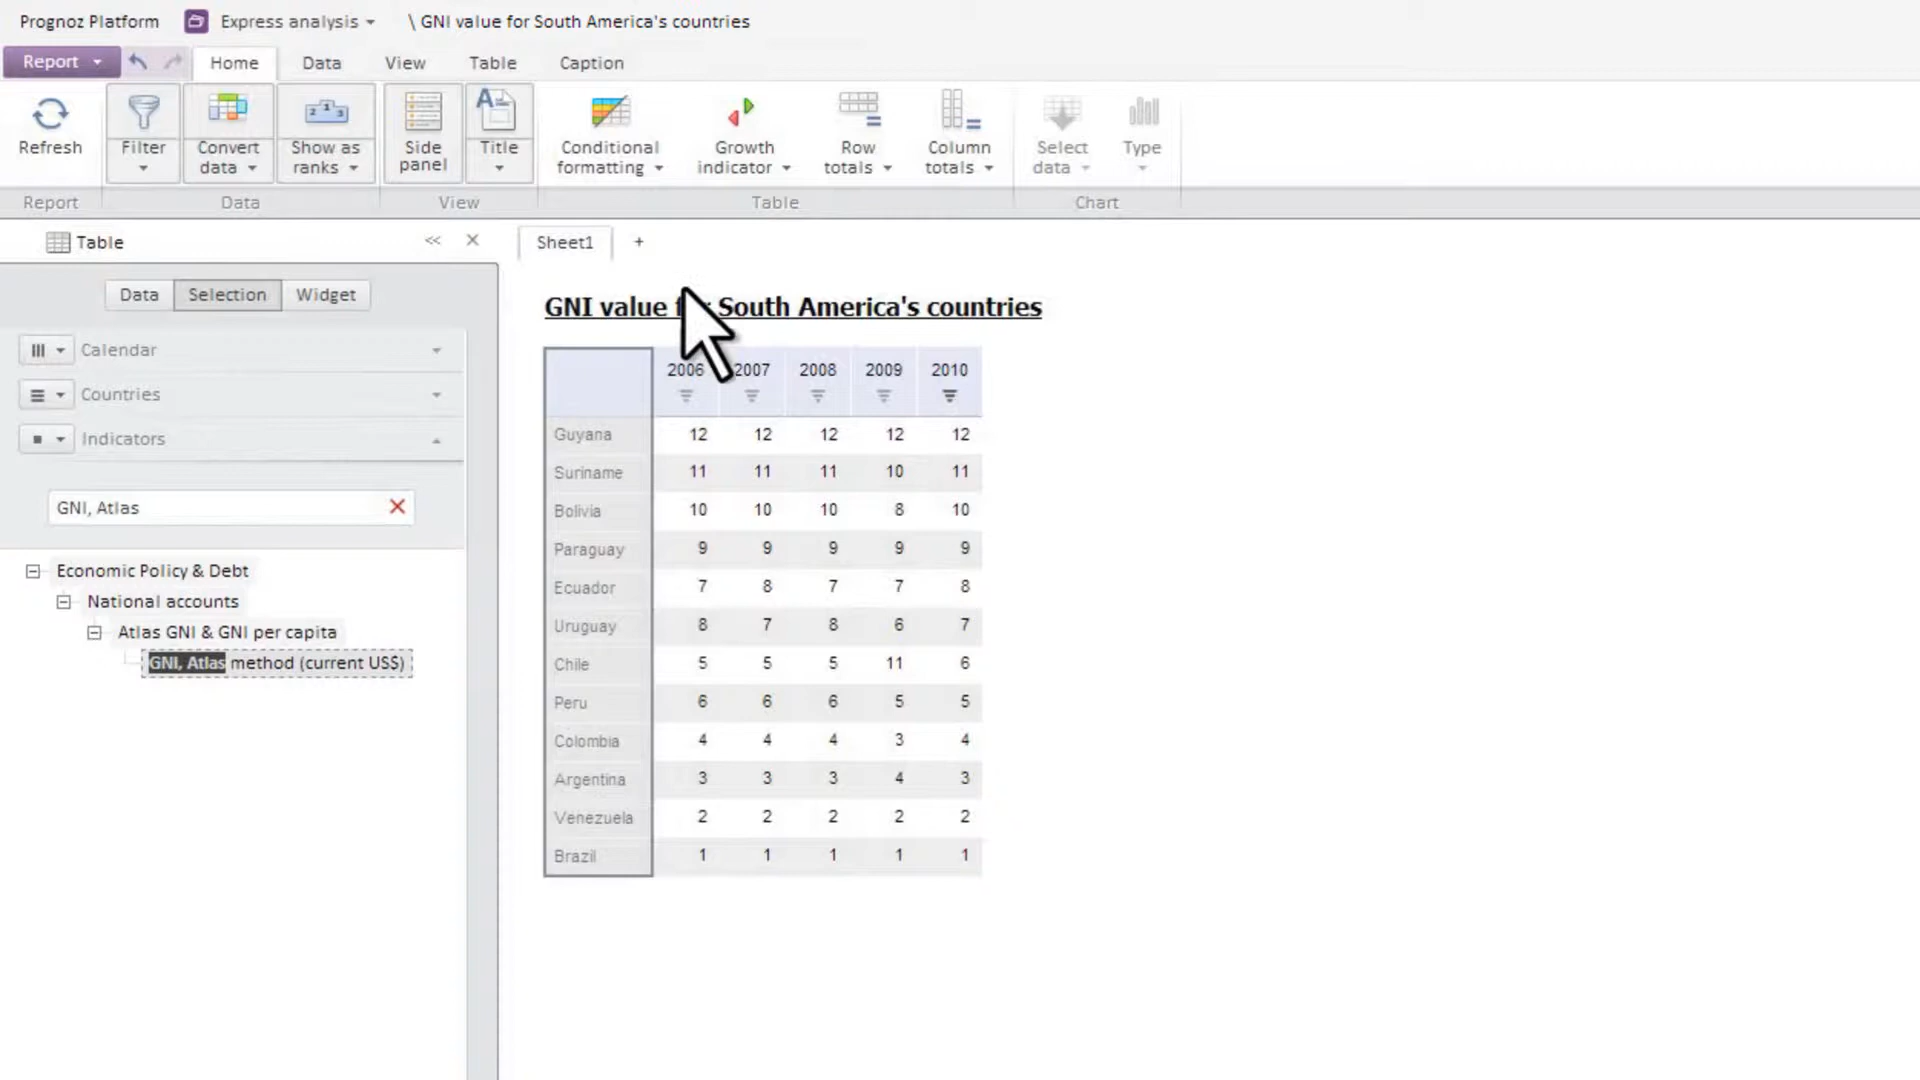 Prognoz Platform Express analysis \ GNI value for South America's countries
Report Home Data View Table Caption
Refresh Filter Convert data Show as ranks Side panel Title Conditional formatting Growth indicator Row totals Column totals Select data Type
Report Data View Table Chart
Table << Sheet1 +
Data Selection Widget
Calendar
Countries
Indicators
GNI, Atlas
Economic Policy & Debt
National accounts
Atlas GNI & GNI per capita
GNI, Atlas method (current US$)
GNI value South America's countries
2006 2007 2008 2009 2010
Guyana 12 12 12 12 12
Suriname 11 11 11 10 11
Bolivia 10 10 10 8 10
Paraguay 9 9 9 9 9
Ecuador 7 8 7 7 8
Uruguay 8 7 8 6 7
Chile 5 5 5 11 6
Peru 6 6 6 5 5
Colombia 4 4 4 3 4
Argentina 3 3 3 4 3
Venezuela 2 2 2 2 2
Brazil 1 1 1 1 1